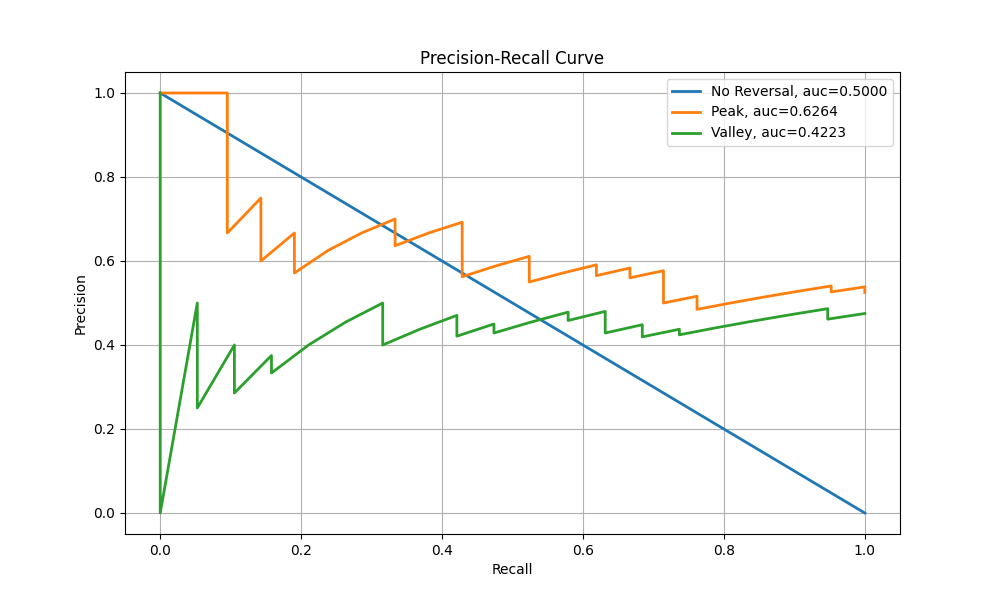 Precision-Recall Curve
No Reversal, auc=0.5000
Peak, auc=0.6264
Valley, auc=0.4223
Precision
1.0
0.8
0.6
0.4
0.2
0.0
0.0 0.2 0.4 0.6 0.8 1.0
Recall